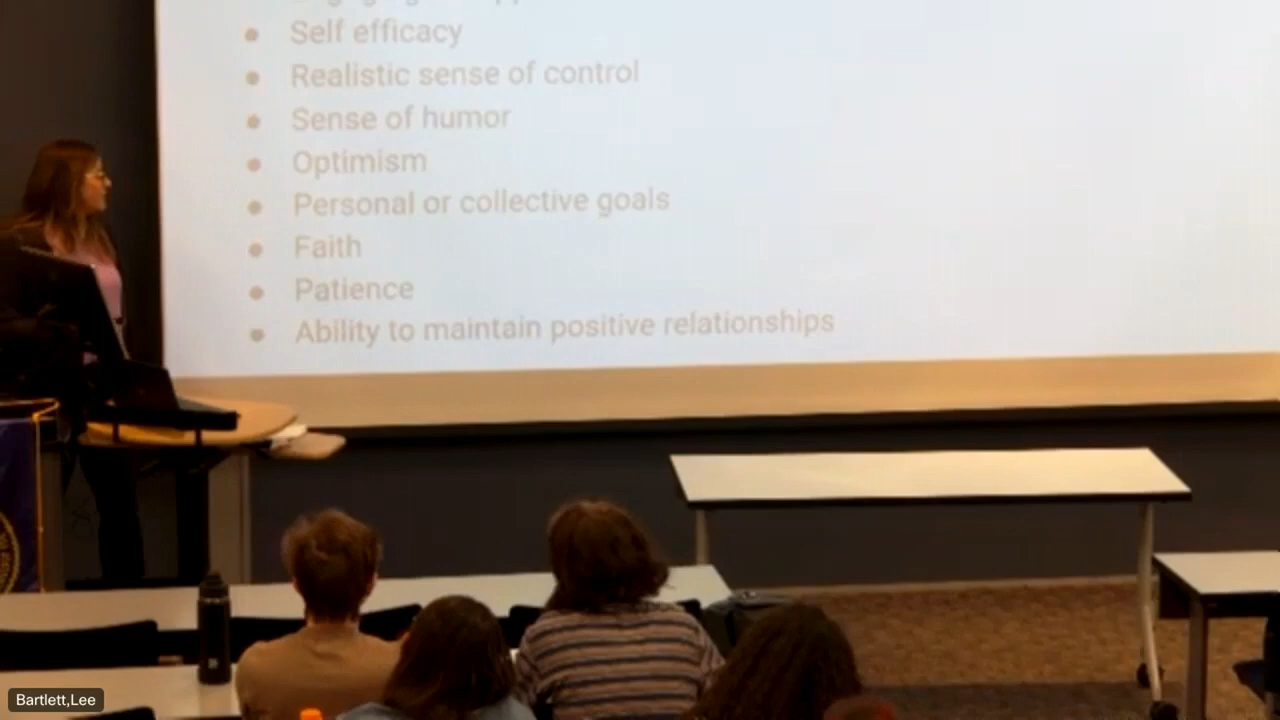 Self efficacy
Realistic sense of control
Sense of humor
Optimism
Personal or collective goals
Faith
Patience
Ability to maintain positive relationships
Bartlett,Lee